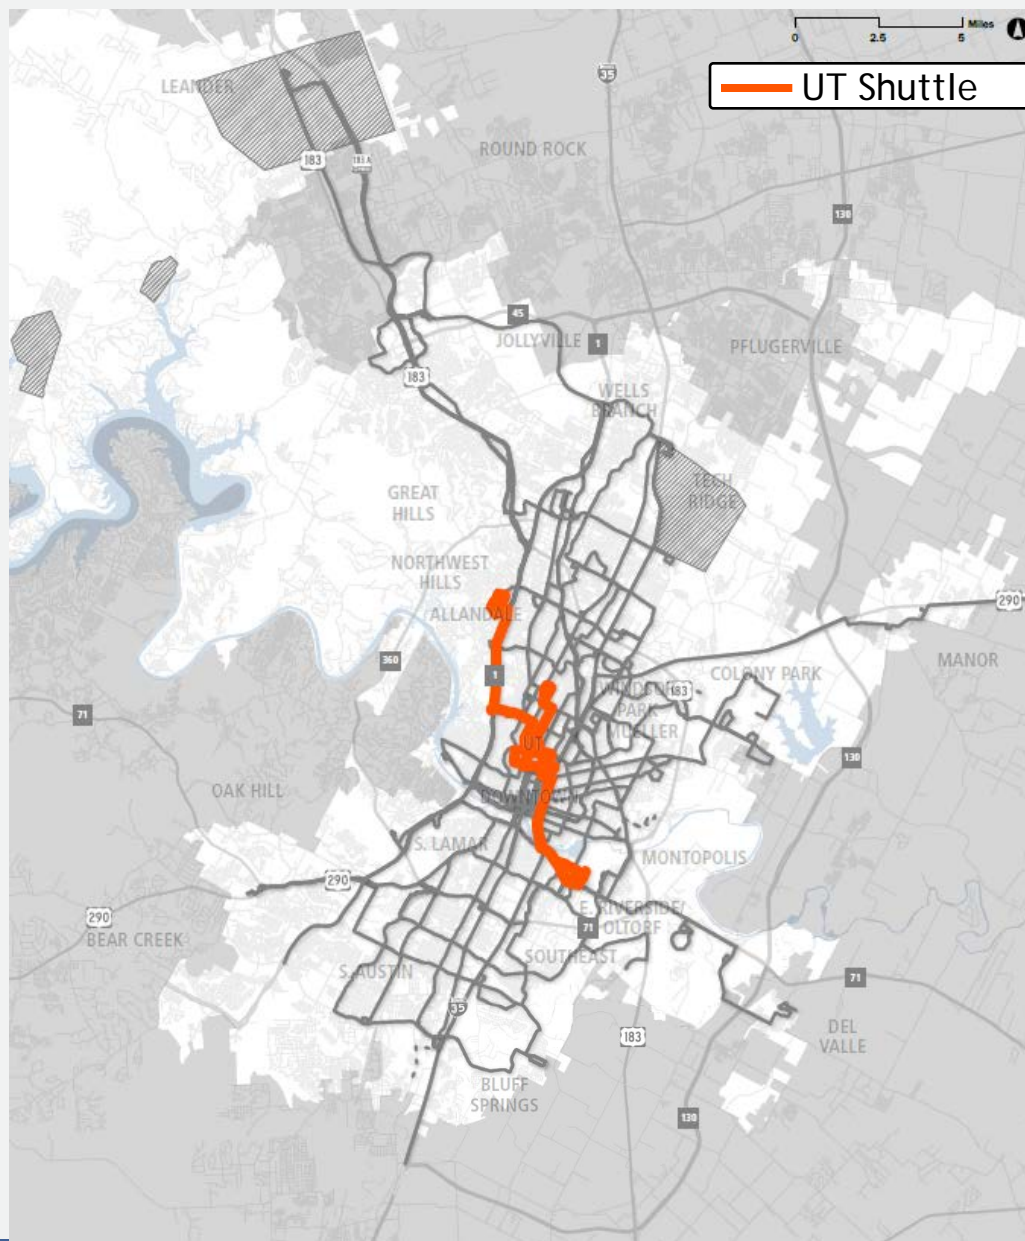 Miles
0 2.5 5
UT Shuttle
35
LEANDER
ROUND ROCK
183
183 A
130
45
JOLLYVILLE
1
PFLUGERVILLE
183
WELLS
BRANCH
TECH
RIDGE
GREAT
HILLS
NORTHWEST
HILLS
ALLANDALE
290
360
1
COLONY PARK
MANOR
WINDSOR
PARK
183
MUELLER
71
UT
130
OAK HILL
DOWNTOWN
S. LAMAR
MONTOPOLIS
290
290
E. RIVERSIDE/
OLTORF
71
BEAR CREEK
SOUTHEAST
S. AUSTIN
71
35
183
DEL
VALLE
BLUFF
SPRINGS
130